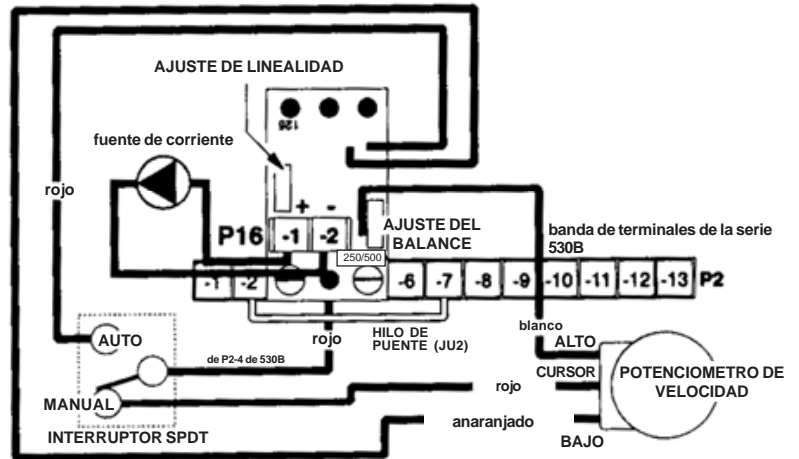 AJUSTE DE LINEALIDAD
126
fuente de corriente
rojo
+ -
P16
-1 -2
AJUSTE DEL
BALANCE
banda de terminales de la serie
530B
250/500
-1 -2 -6 -7 -8 -9 -10 -11 -12 -13 P2
HILO DE
PUENTE (JU2)
rojo
blanco
ALTO
AUTO
de P2-4 de 530B
CURSOR
POTENCIOMETRO DE
VELOCIDAD
rojo
MANUAL
anaranjado
INTERRUPTOR SPDT
BAJO